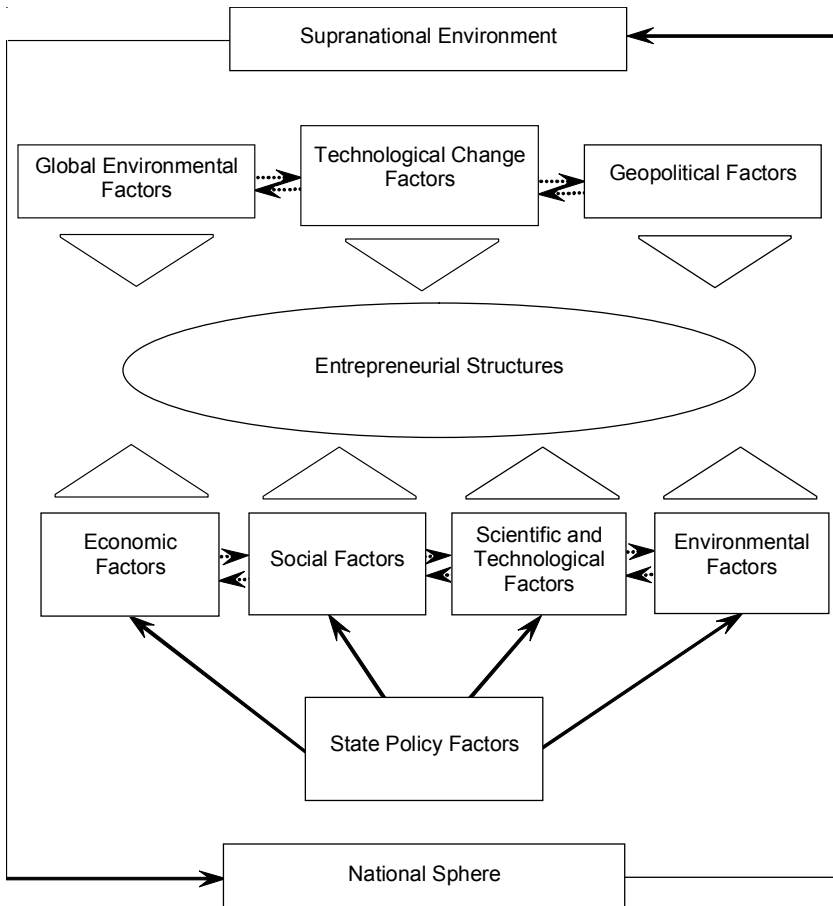 Supranational Environment
Global Environmental
Factors
Technological Change
Factors
Geopolitical Factors
Entrepreneurial Structures
Economic
Factors
Social Factors
Scientific and
Technological
Factors
Environmental
Factors
State Policy Factors
National Sphere